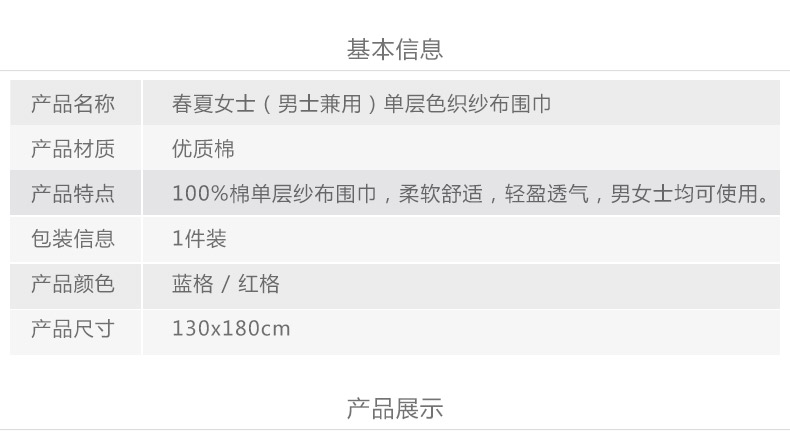 基本信息
产品名称 春夏女士（男士兼用）单层色织纱布围巾
产品材质 优质棉
产品特点 100%棉单层纱布围巾，柔软舒适，轻盈透气，男女士均可使用。
包装信息 1件装
产品颜色 蓝格 / 红格
产品尺寸 130x180cm
产品展示